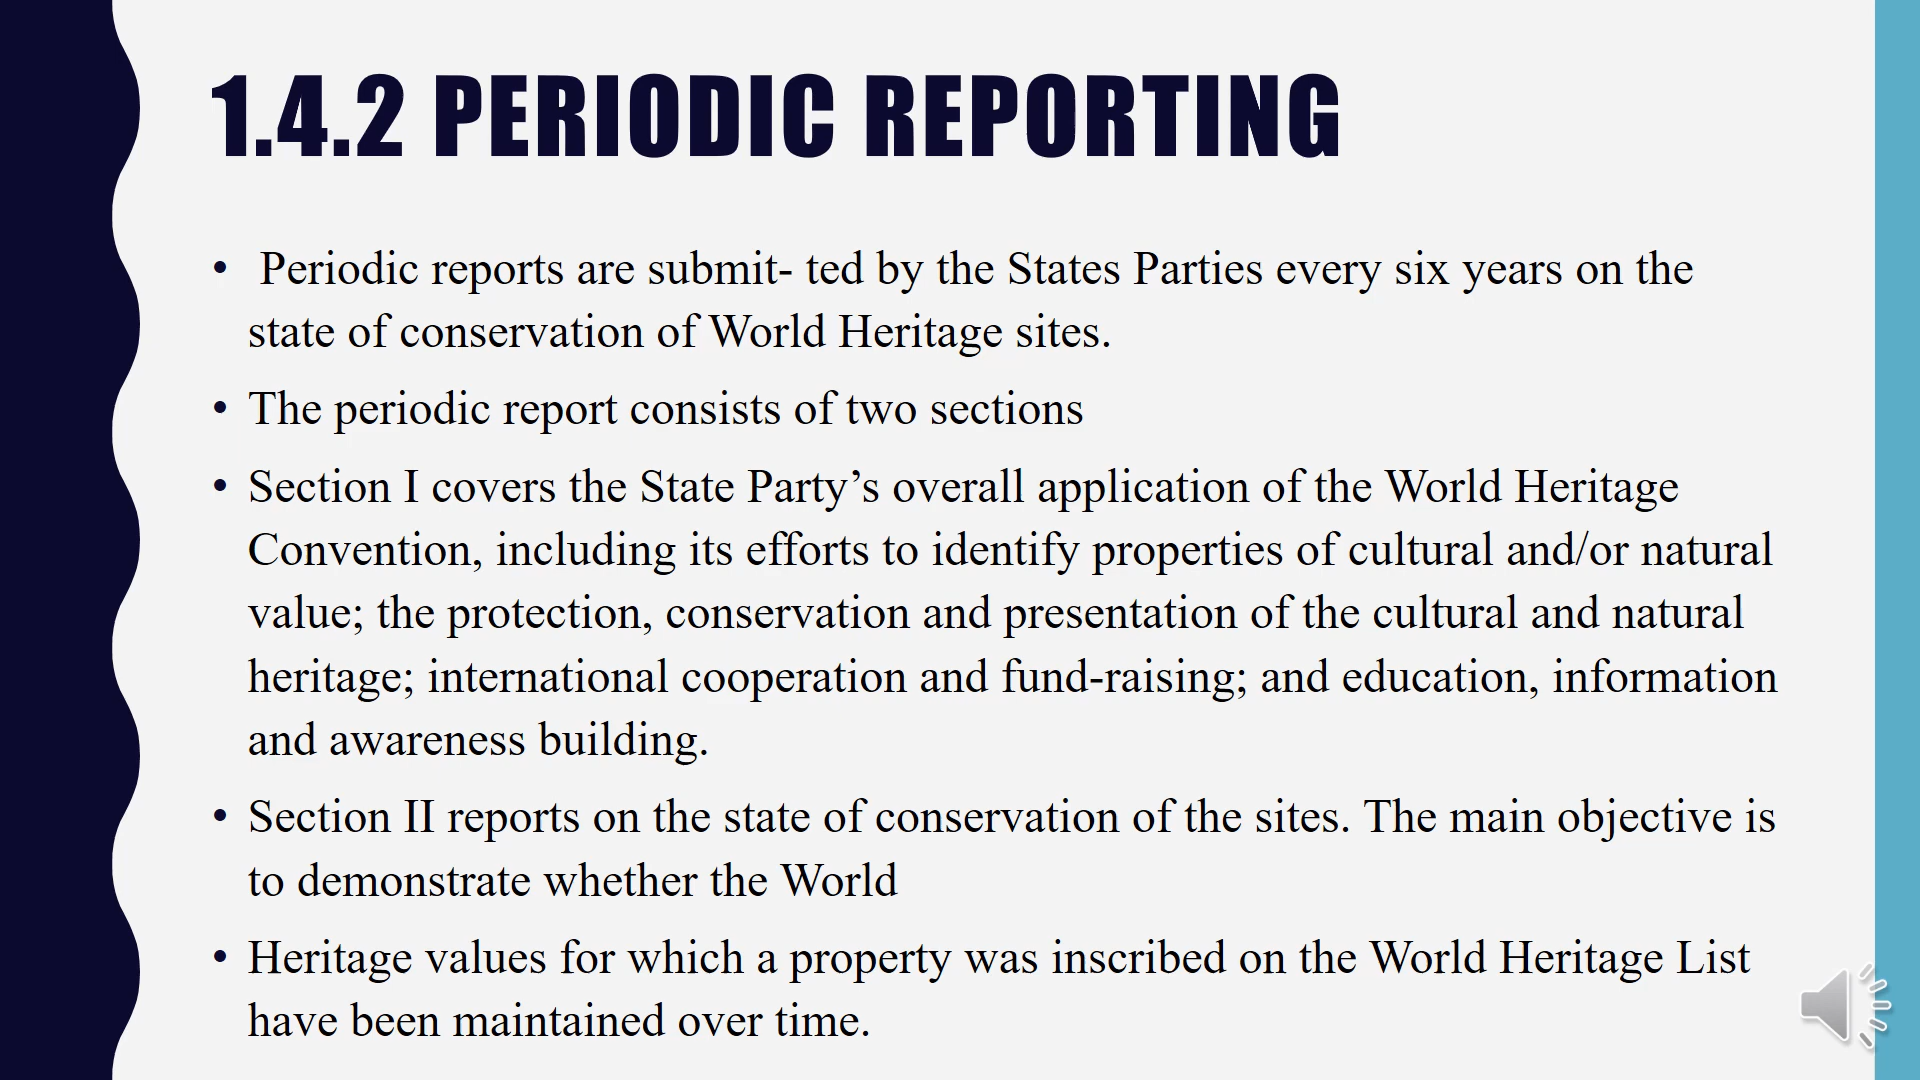 1.4.2 PERIODIC REPORTING
• Periodic reports are submit- ted by the States Parties every six years on the
state of conservation of World Heritage sites.
• The periodic report consists of two sections
• Section I covers the State Party’s overall application of the World Heritage
Convention, including its efforts to identify properties of cultural and/or natural
value; the protection, conservation and presentation of the cultural and natural
heritage; international cooperation and fund-raising; and education, information
and awareness building.
• Section II reports on the state of conservation of the sites. The main objective is
to demonstrate whether the World
• Heritage values for which a property was inscribed on the World Heritage List
have been maintained over time.